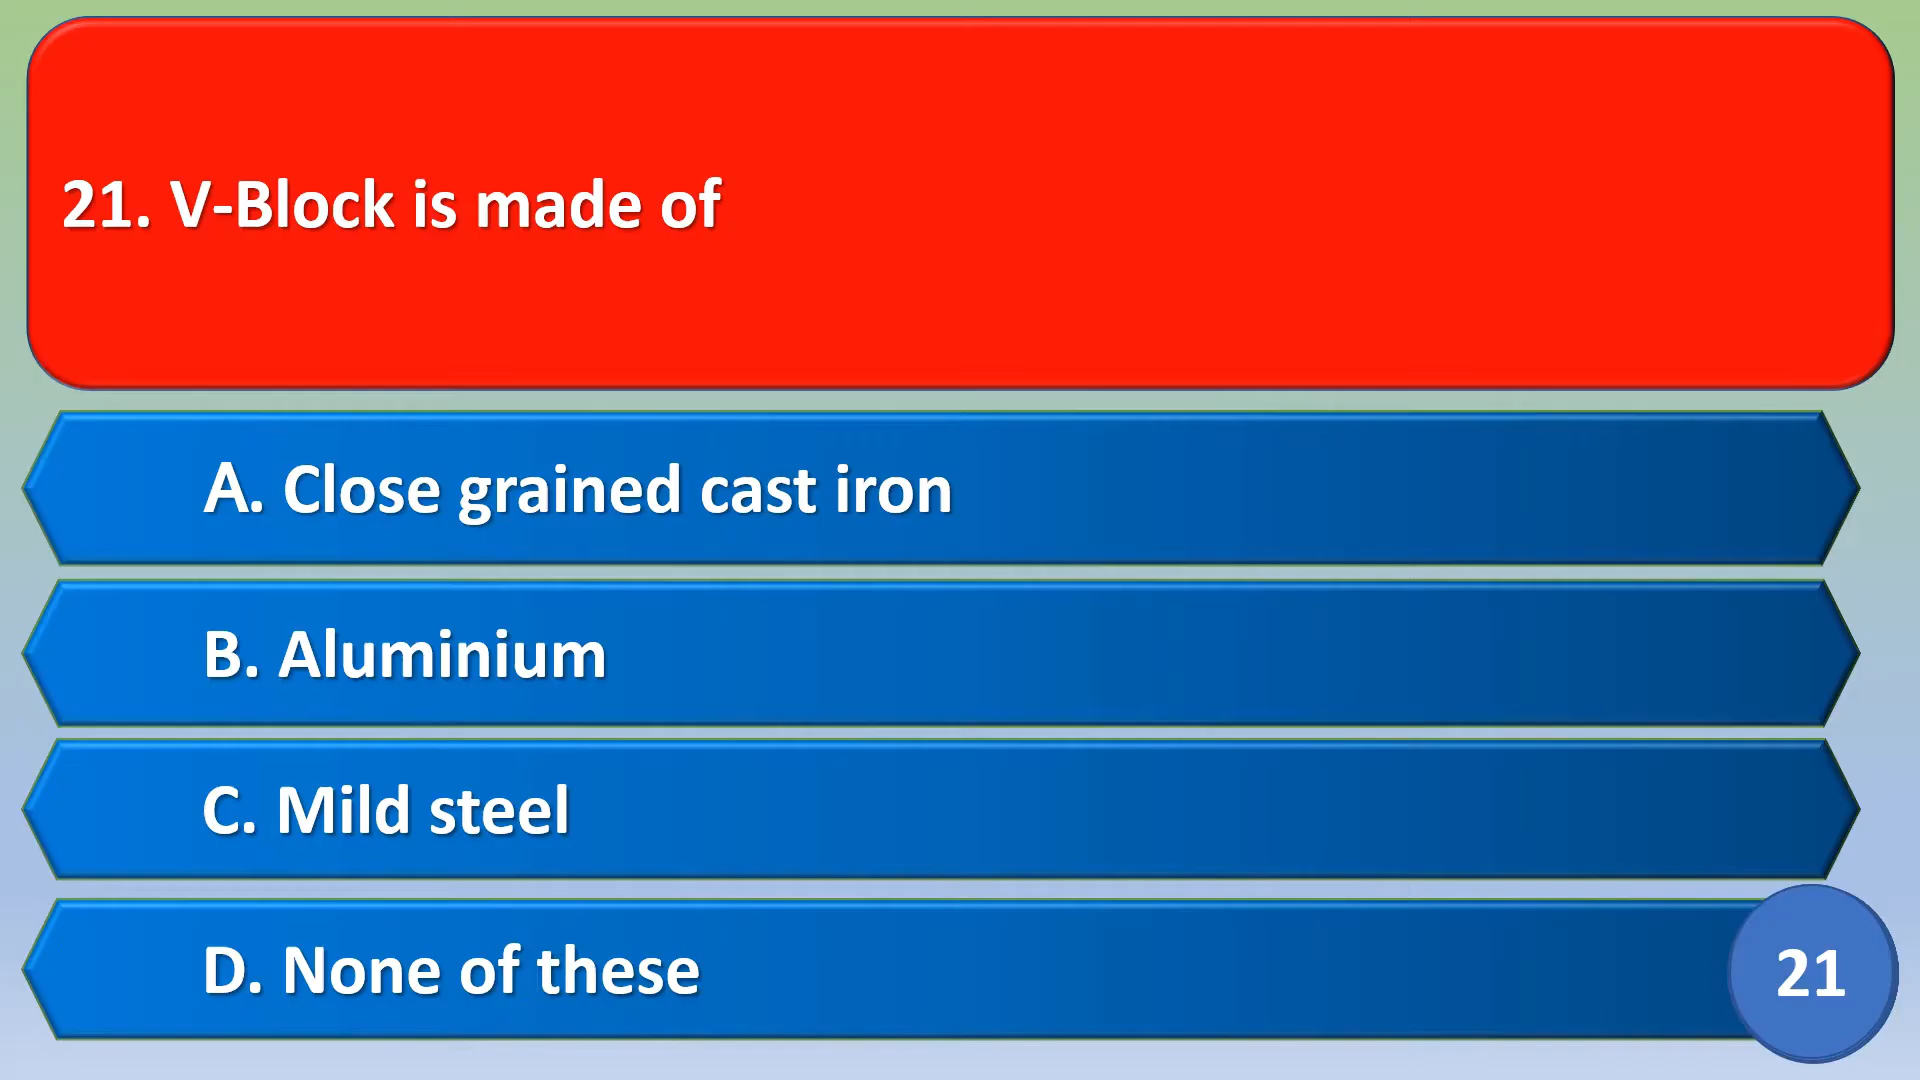 21. V-Block is made of
A. Close grained cast iron
B. Aluminium
C. Mild steel
D. None of these
21